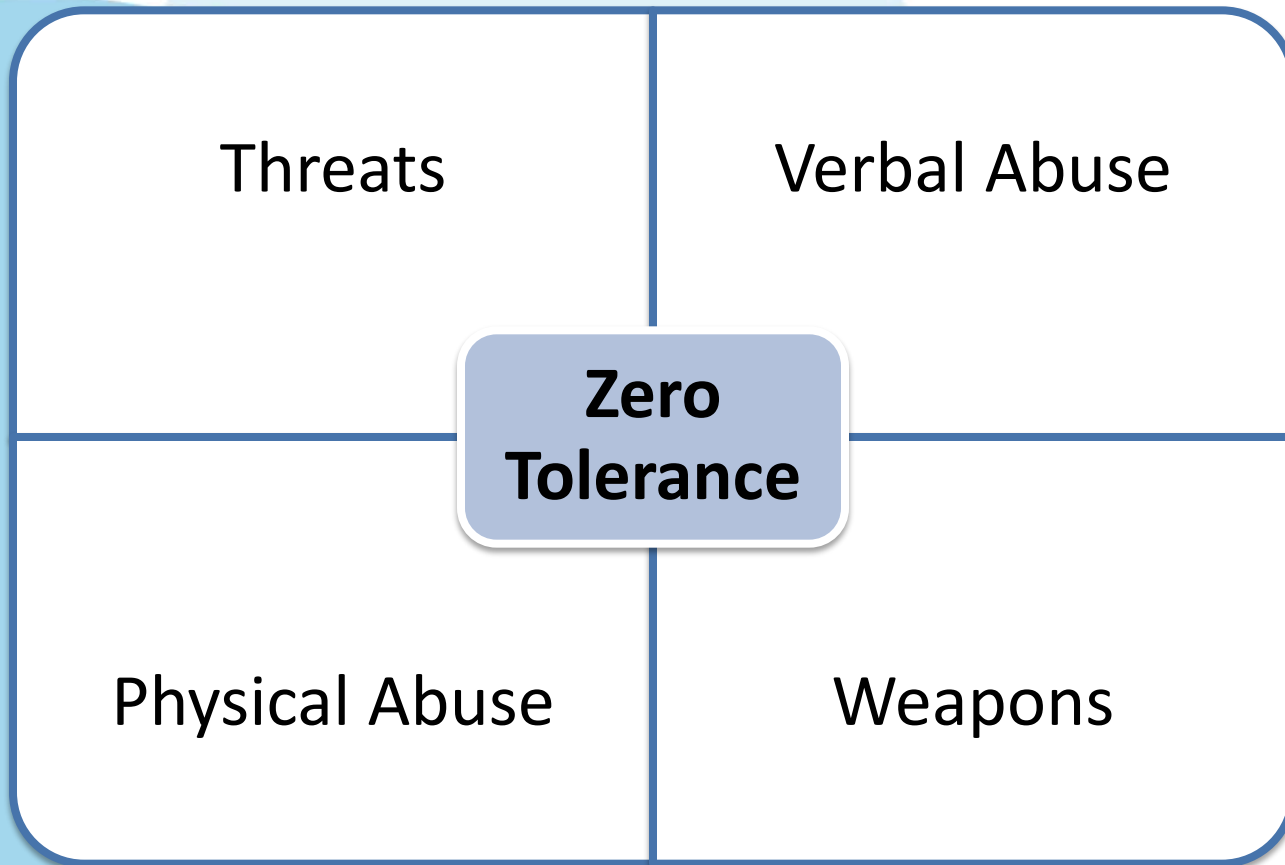 Threats
Verbal Abuse
Zero
Tolerance
Physical Abuse
Weapons